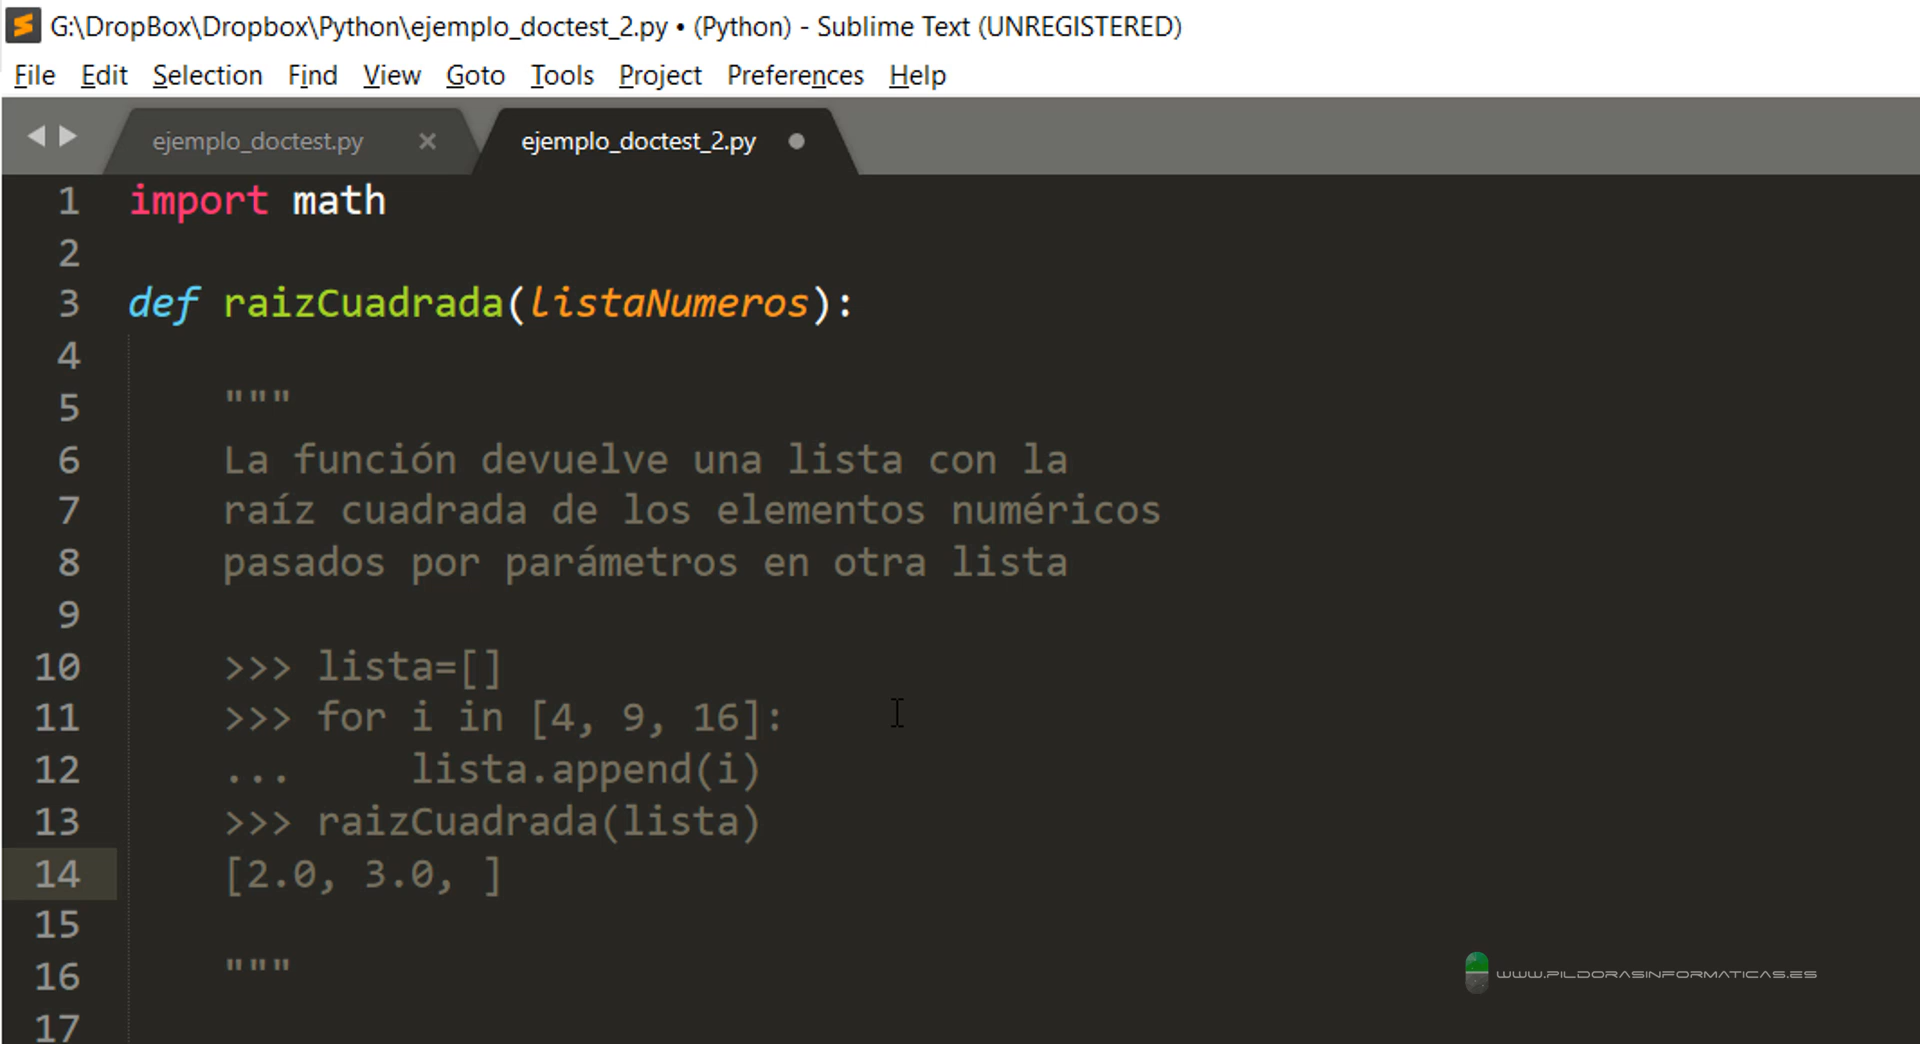 G:\DropBox\Dropbox\Python\ejemplo_doctest_2.py • (Python) - Sublime Text (UNREGISTERED)
File Edit Selection Find View Goto Tools Project Preferences Help
ejemplo_doctest.py × ejemplo_doctest_2.py
1 import math
2
3 def raizCuadrada(listaNumeros):
4
5 """
6 La función devuelve una lista con la
7 raíz cuadrada de los elementos numéricos
8 pasados por parámetros en otra lista
9
10 >>> lista=[]
11 >>> for i in [4, 9, 16]:
12 ...     lista.append(i)
13 >>> raizCuadrada(lista)
14 [2.0, 3.0, ]
15
16 """
17
WWW.PILDORASINFORMATICAS.ES